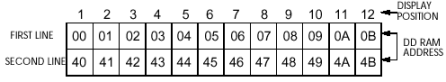 1 2 3 4 5 6 7 8 9 10 11 12 DISPLAY POSITION
FIRST LINE 00 01 02 03 04 05 06 07 08 09 0A 0B
DD RAM ADDRESS
SECOND LINE 40 41 42 43 44 45 46 47 48 49 4A 4B